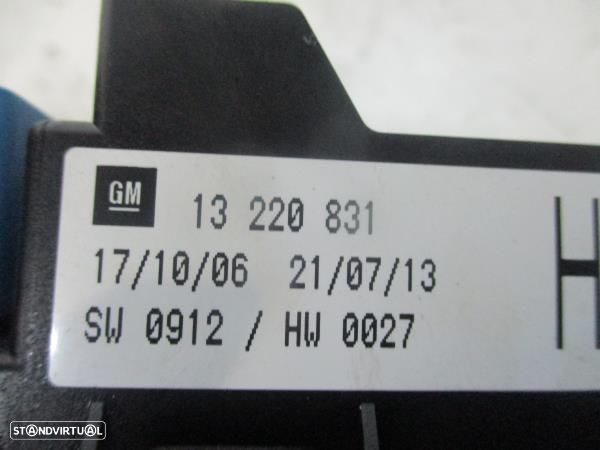 GM 13 220 831
17/10/06 21/07/13
SW 0912 / HW 0027
H
STANDVIRTUAL